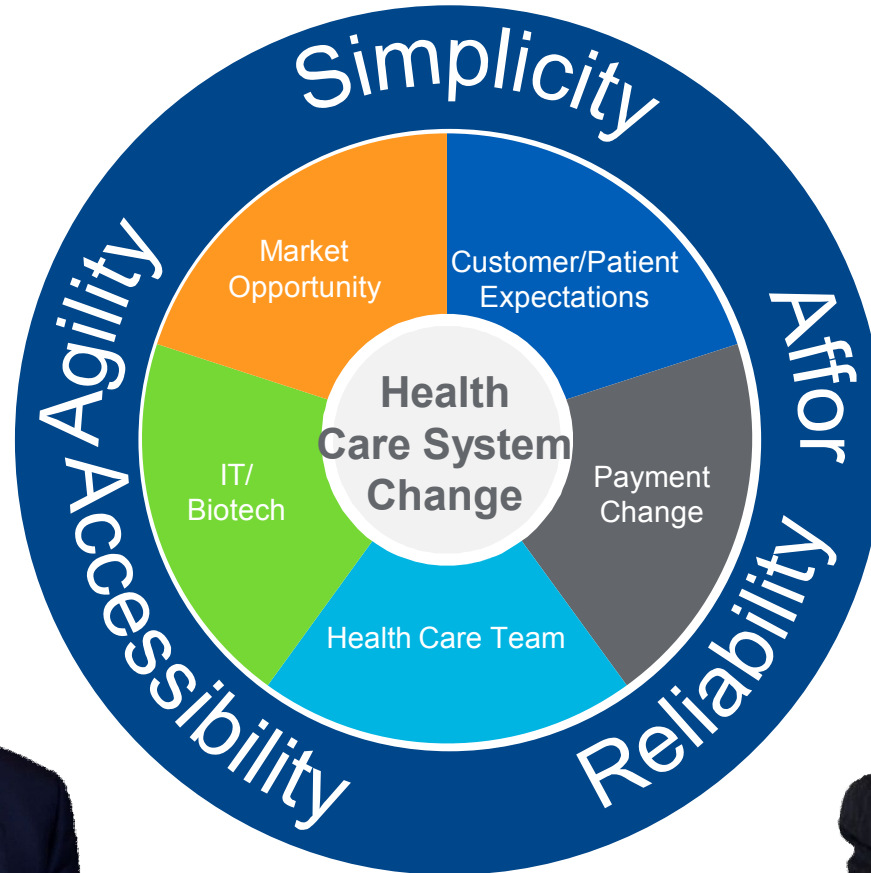 Simplicity
Affor
Reliability
Accessibility
Agility
Market
Opportunity
Customer/Patient
Expectations
Payment
Change
Health Care Team
IT/
Biotech
Health
Care System
Change